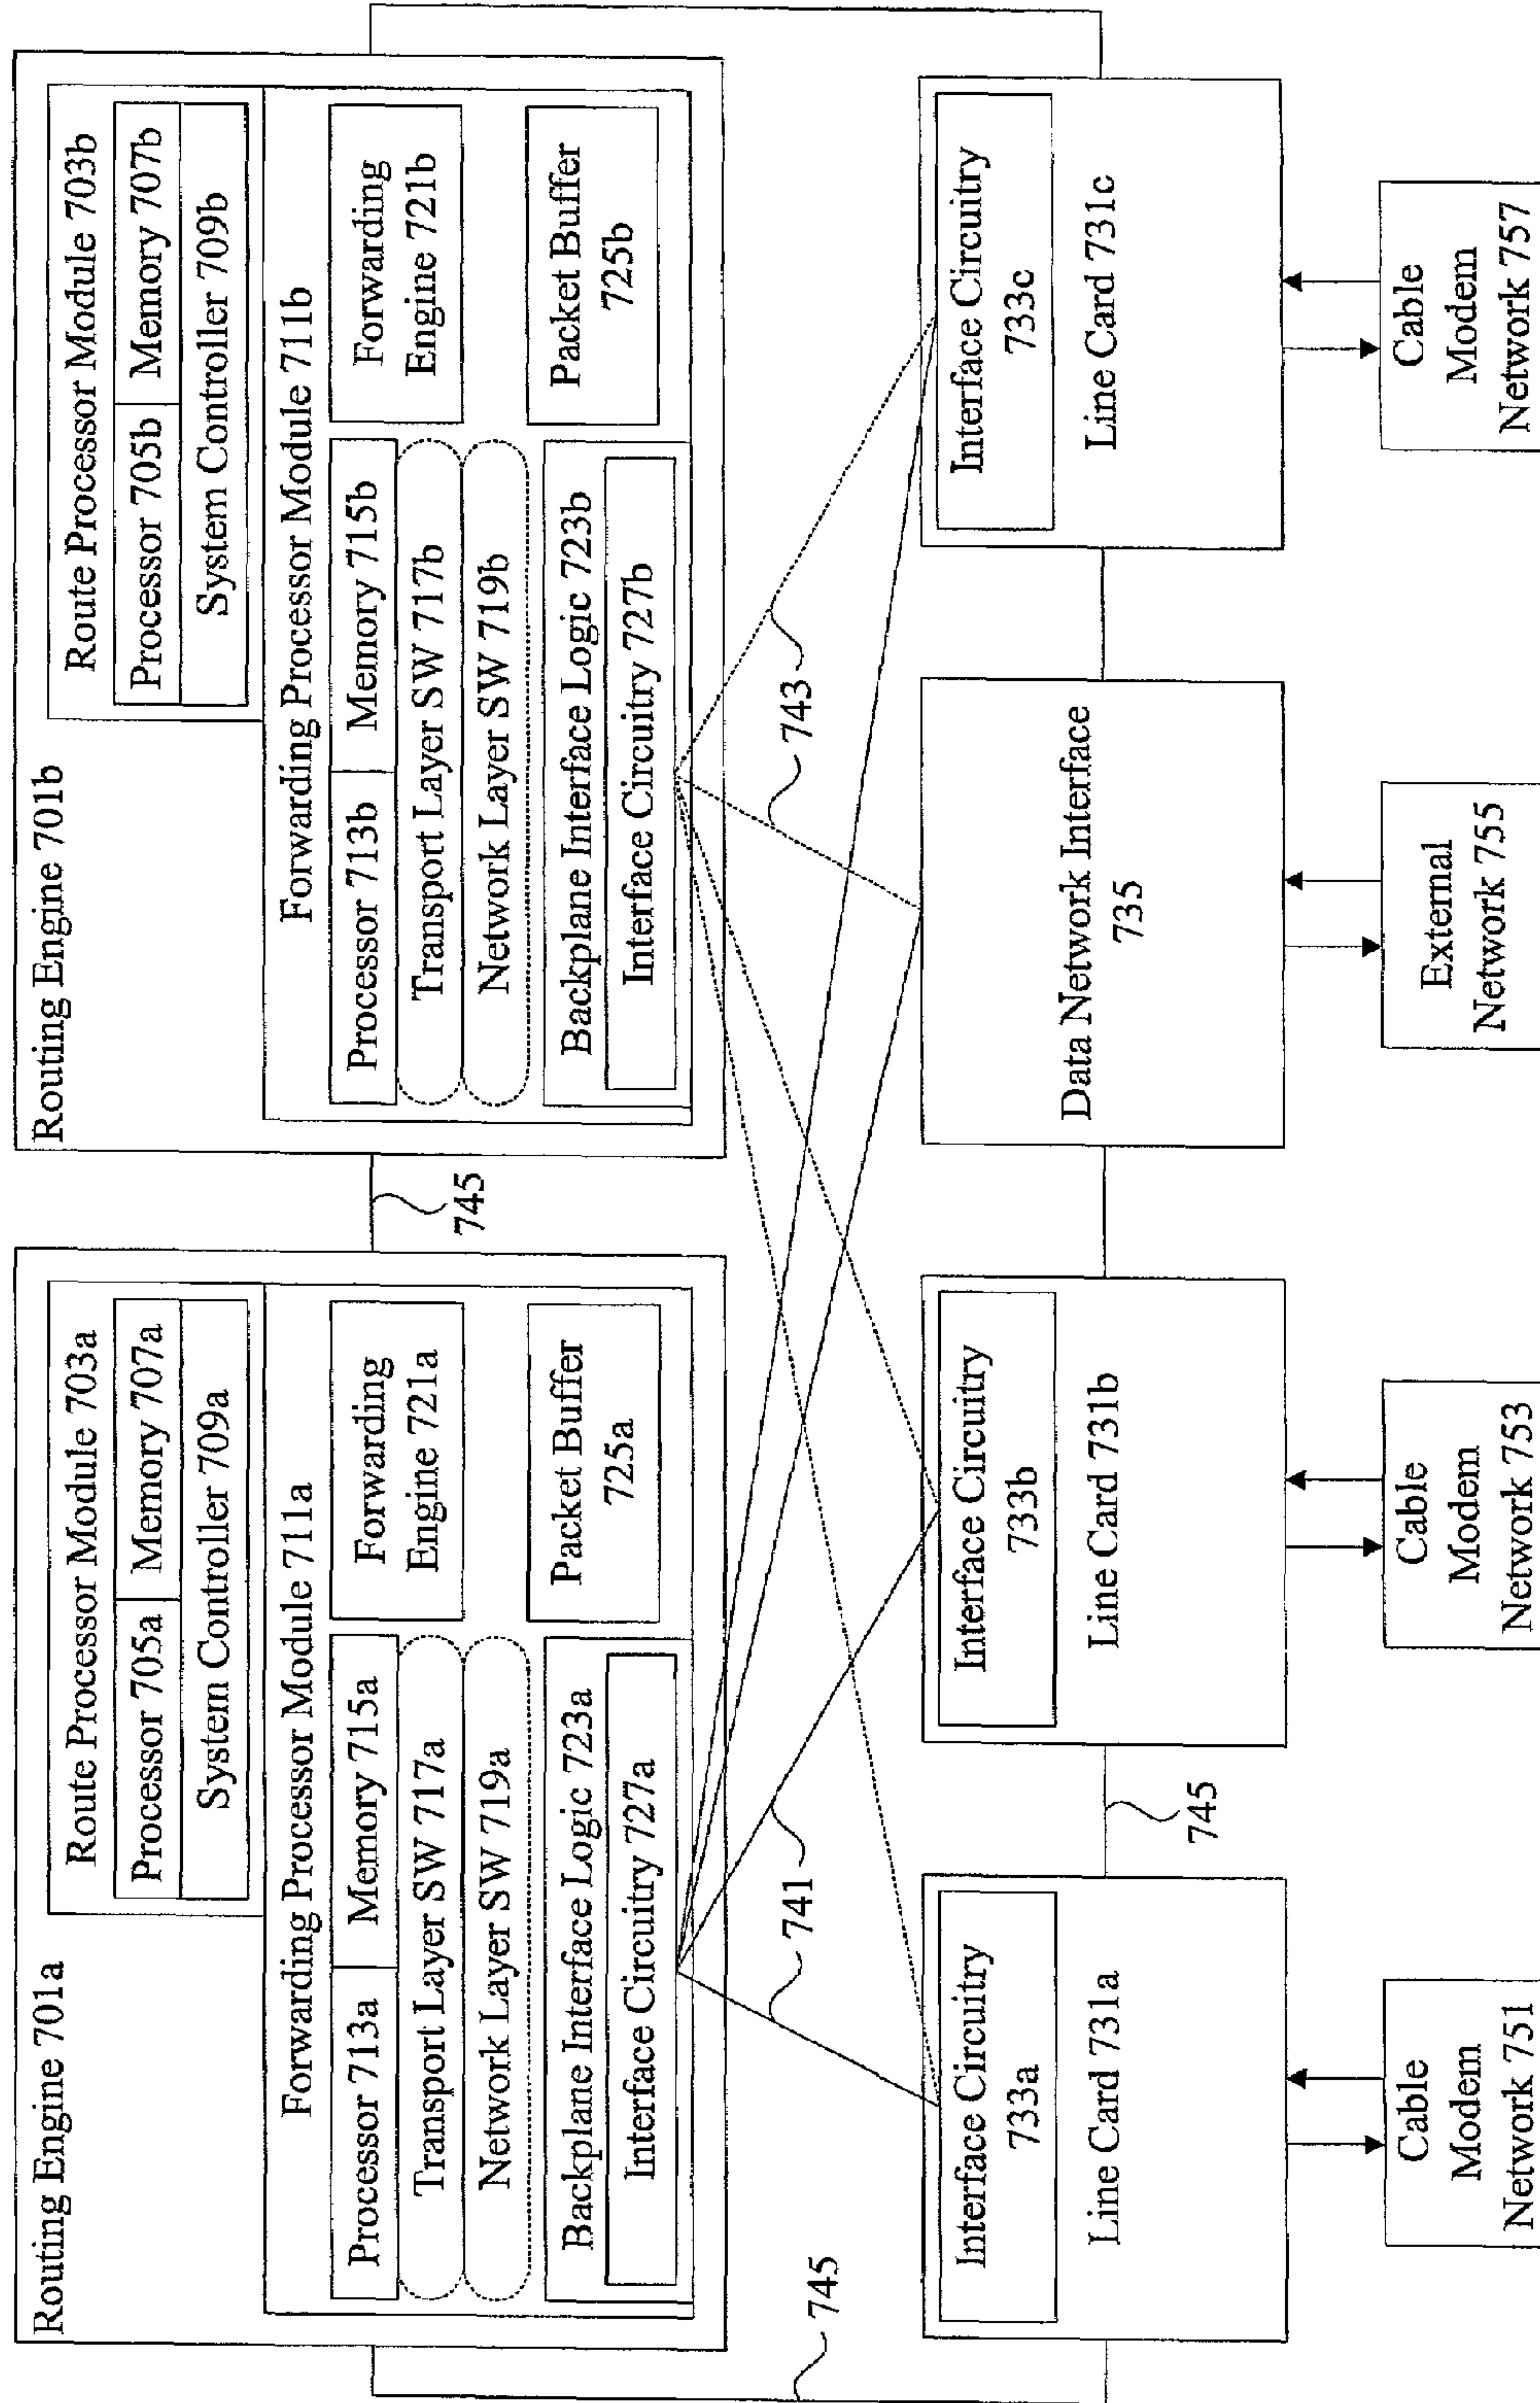 Routing Engine 701a
Route Processor Module 703a
Processor 705a
Memory 707a
System Controller 709a
Forwarding Processor Module 711a
Processor 713a
Memory 715a
Transport Layer SW 717a
Network Layer SW 719a
Forwarding
Engine 721a
Backplane Interface Logic 723a
Interface Circuitry 727a
Packet Buffer
725a
745
Routing Engine 701b
Route Processor Module 703b
Processor 705b
Memory 707b
System Controller 709b
Forwarding Processor Module 711b
Processor 713b
Memory 715b
Transport Layer SW 717b
Network Layer SW 719b
Forwarding
Engine 721b
Backplane Interface Logic 723b
Interface Circuitry 727b
Packet Buffer
725b
745
741
743
Interface Circuitry
733a
Line Card 731a
745
Interface Circuitry
733b
Line Card 731b
Data Network Interface
735
Interface Circuitry
733c
Line Card 731c
Cable
Modem
Network 751
Cable
Modem
Network 753
External
Network 755
Cable
Modem
Network 757